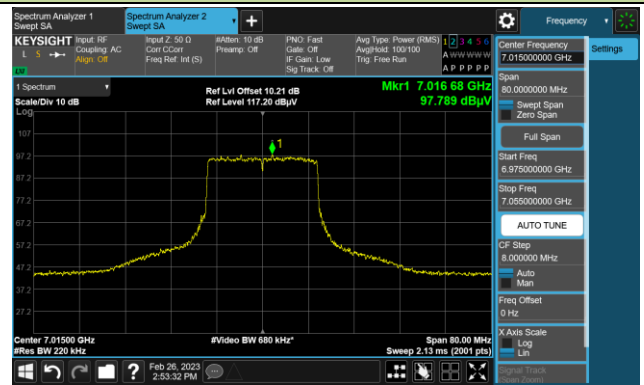 Spectrum Analyzer 1
Swept SA
Spectrum Analyzer 2
Swept SA
+
Frequency
KEYSIGHT
L S
LW
Input: RF
Coupling: AC
Align: Off
Input Z: 50 Ω
Corr CCorr
Freq Ref: Int (S)
#Atten: 10 dB
Preamp: Off
PNO: Fast
Gate: Off
IF Gain: Low
Sig Track: Off
Avg Type: Power (RMS)
Avg|Hold: 100/100
Trig: Free Run
1 2 3 4 5 6
A W W W W W
A P P P P P
Center Frequency
7.015000000 GHz
Settings
Span
80.0000000 MHz
Swept Span
Zero Span
Full Span
Start Freq
6.975000000 GHz
Stop Freq
7.055000000 GHz
AUTO TUNE
CF Step
8.000000 MHz
Auto
Man
Freq Offset
0 Hz
X Axis Scale
Log
Lin
Signal Track
(Span Zoom)
1 Spectrum
Scale/Div 10 dB
Log
Ref Lvl Offset 10.21 dB
Ref Level 117.20 dBµV
Mkr1 7.016 68 GHz
97.789 dBµV
1
107
97.2
87.2
77.2
67.2
57.2
47.2
37.2
27.2
Center 7.01500 GHz
#Res BW 220 kHz
#Video BW 680 kHz*
Span 80.00 MHz
Sweep 2.13 ms (2001 pts)
?
Feb 26, 2023
2:53:32 PM